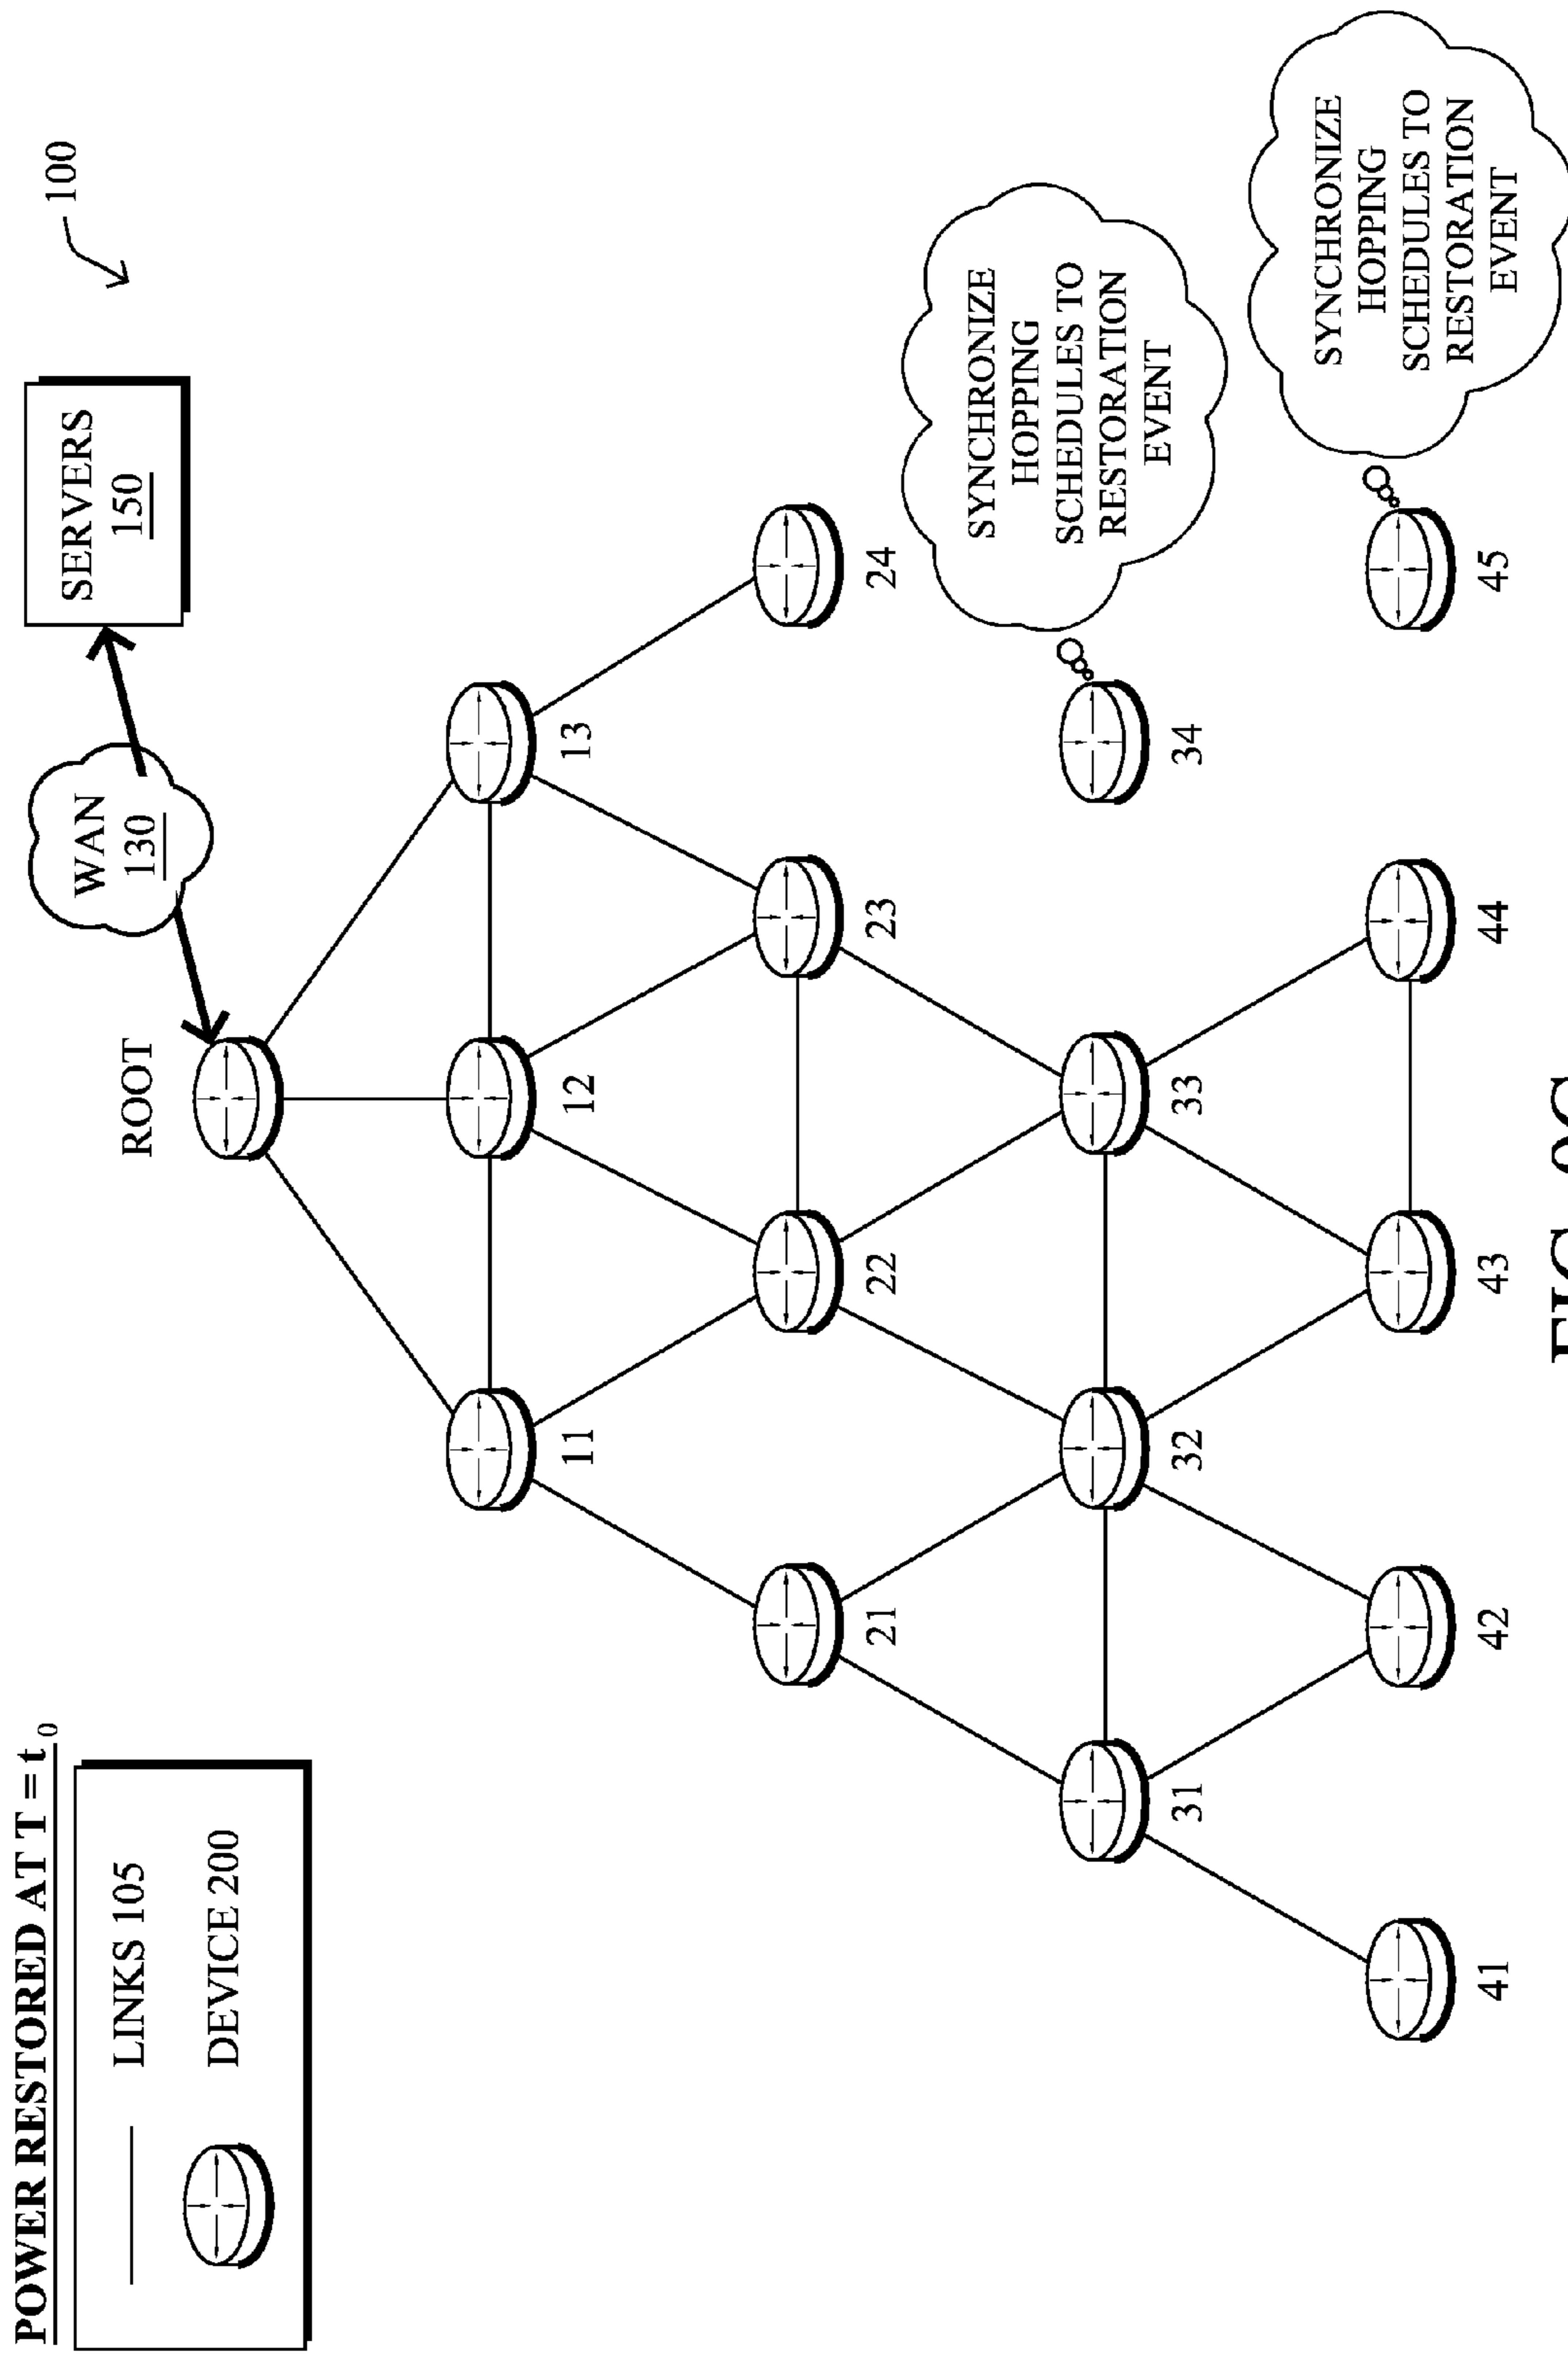 POWER RESTORED AT T = t0
LINKS 105
DEVICE 200
100
SERVERS
150
WAN
130
ROOT
11
12
13
21
22
23
24
31
32
33
34
SYNCHRONIZE
HOPPING
SCHEDULES TO
RESTORATION
EVENT
41
42
43
44
45
SYNCHRONIZE
HOPPING
SCHEDULES TO
RESTORATION
EVENT